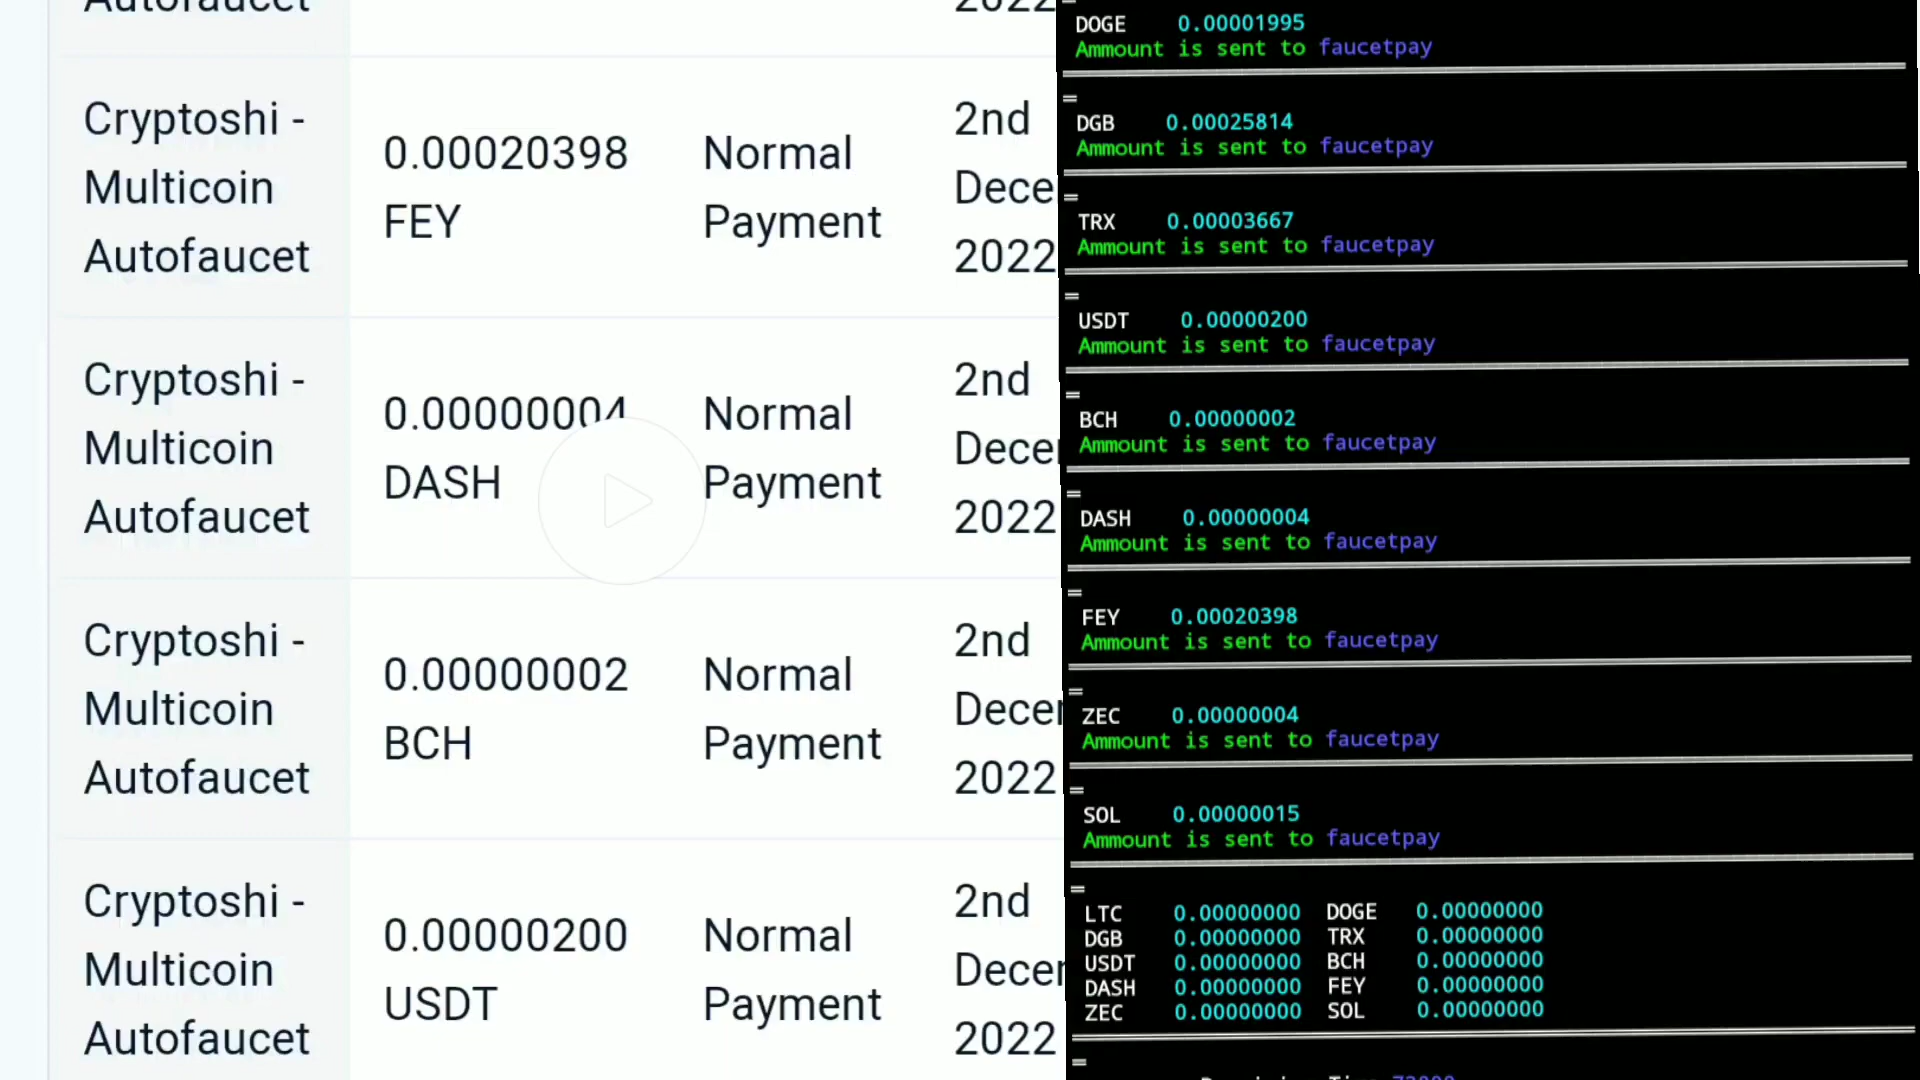 Cryptoshi -
Multicoin
Autofaucet
0.00020398
FEY
Normal
Payment
2nd
2022
Cryptoshi -
Multicoin
Autofaucet
0.00000004
DASH
Normal
Payment
2nd
2022
Cryptoshi -
Multicoin
Autofaucet
0.00000002
BCH
Normal
Payment
2nd
2022
Cryptoshi -
Multicoin
Autofaucet
0.00000200
USDT
Normal
Payment
2nd
2022
DOGE 0.00001995
Ammount is sent to faucetpay
=
DGB 0.00025814
Ammount is sent to faucetpay
=
TRX 0.00003667
Ammount is sent to faucetpay
=
USDT 0.00000200
Ammount is sent to faucetpay
=
BCH 0.00000002
Ammount is sent to faucetpay
=
DASH 0.00000004
Ammount is sent to faucetpay
=
FEY 0.00020398
Ammount is sent to faucetpay
=
ZEC 0.00000004
Ammount is sent to faucetpay
=
SOL 0.00000015
Ammount is sent to faucetpay
=
LTC 0.00000000 DOGE 0.00000000
DGB 0.00000000 TRX 0.00000000
USDT 0.00000000 BCH 0.00000000
DASH 0.00000000 FEY 0.00000000
ZEC 0.00000000 SOL 0.00000000
=